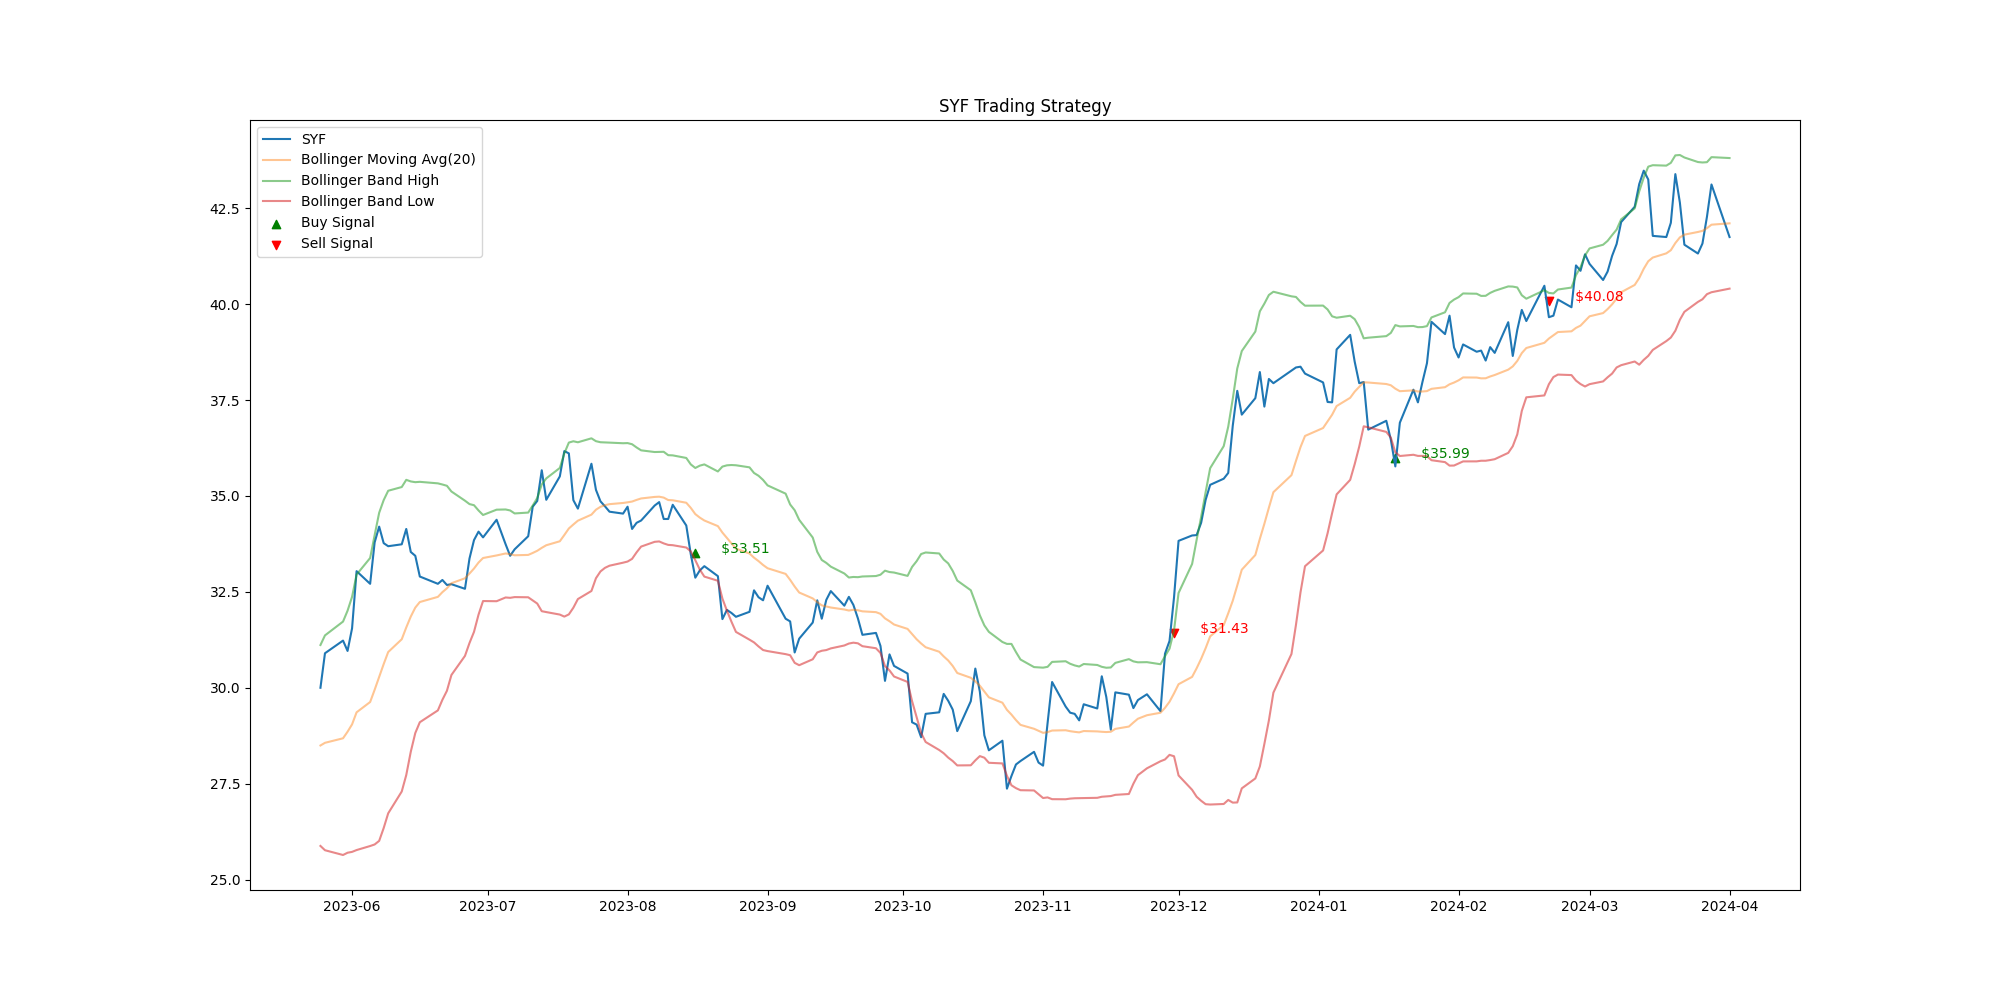 SYF Trading Strategy
SYF
Bollinger Moving Avg(20)
Bollinger Band High
Bollinger Band Low
Buy Signal
Sell Signal
42.5
40.0
37.5
35.0
32.5
30.0
27.5
25.0
$40.08
$35.99
$33.51
$31.43
2023-06 2023-07 2023-08 2023-09 2023-10 2023-11 2023-12 2024-01 2024-02 2024-03 2024-04